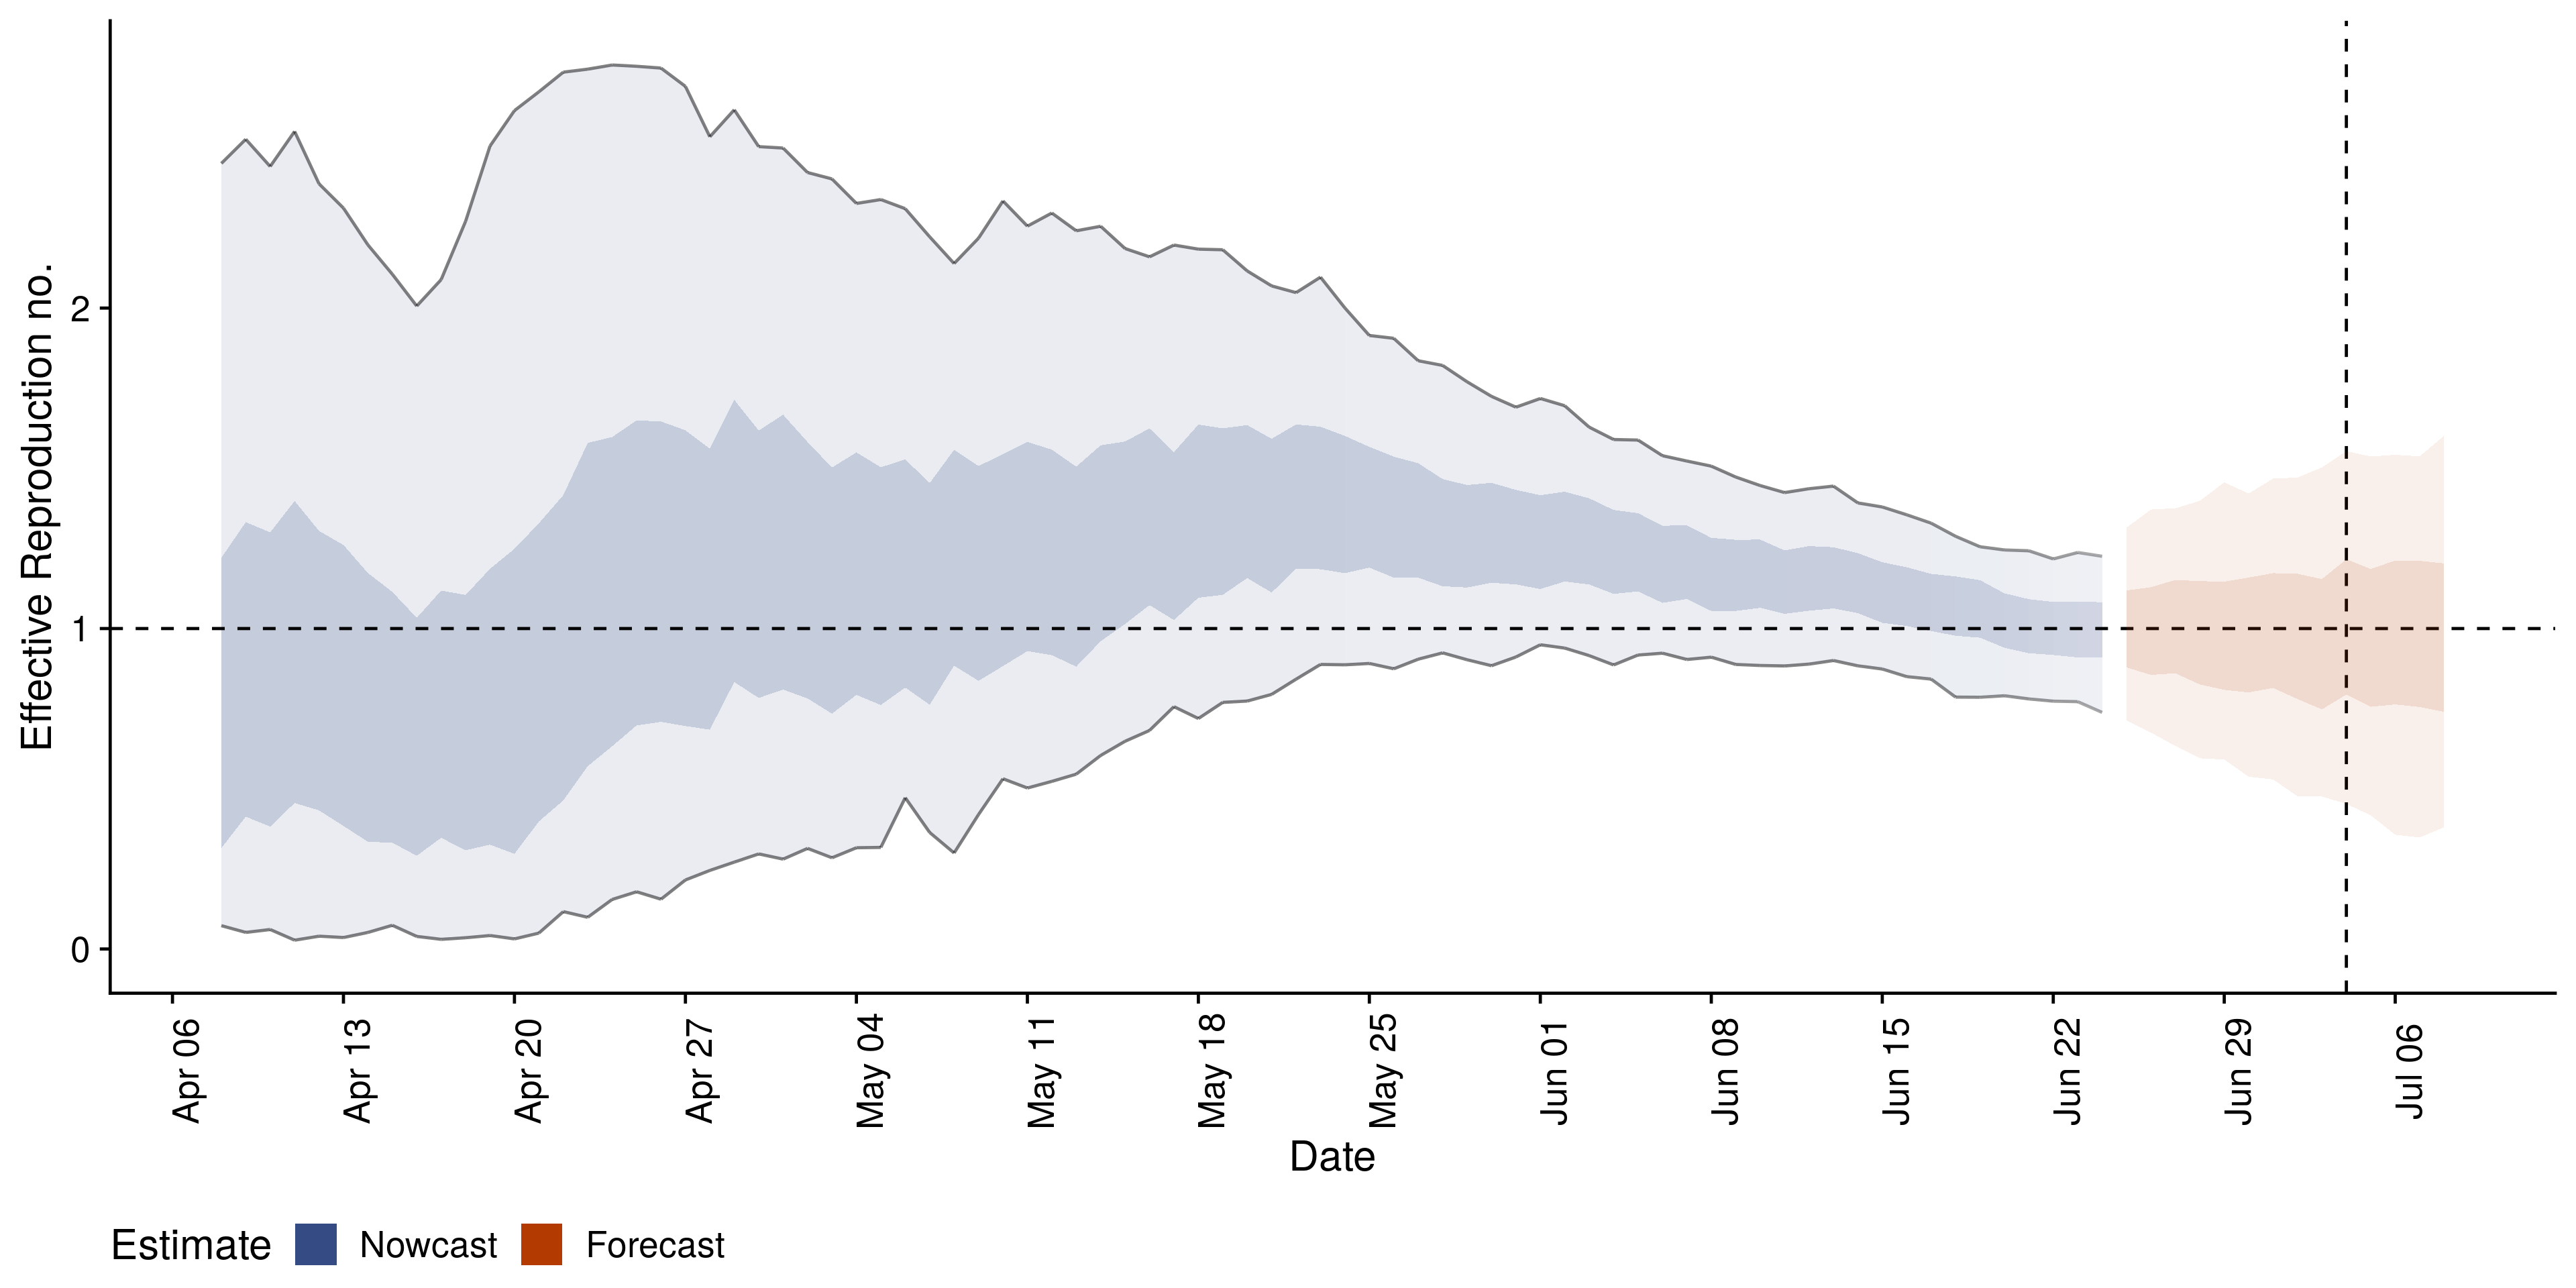 Effective Reproduction no.
2
1
0
Apr 06
Apr 13
Apr 20
Apr 27
May 04
May 11
May 18
May 25
Jun 01
Jun 08
Jun 15
Jun 22
Jun 29
Jul 06
Date
Estimate Nowcast Forecast